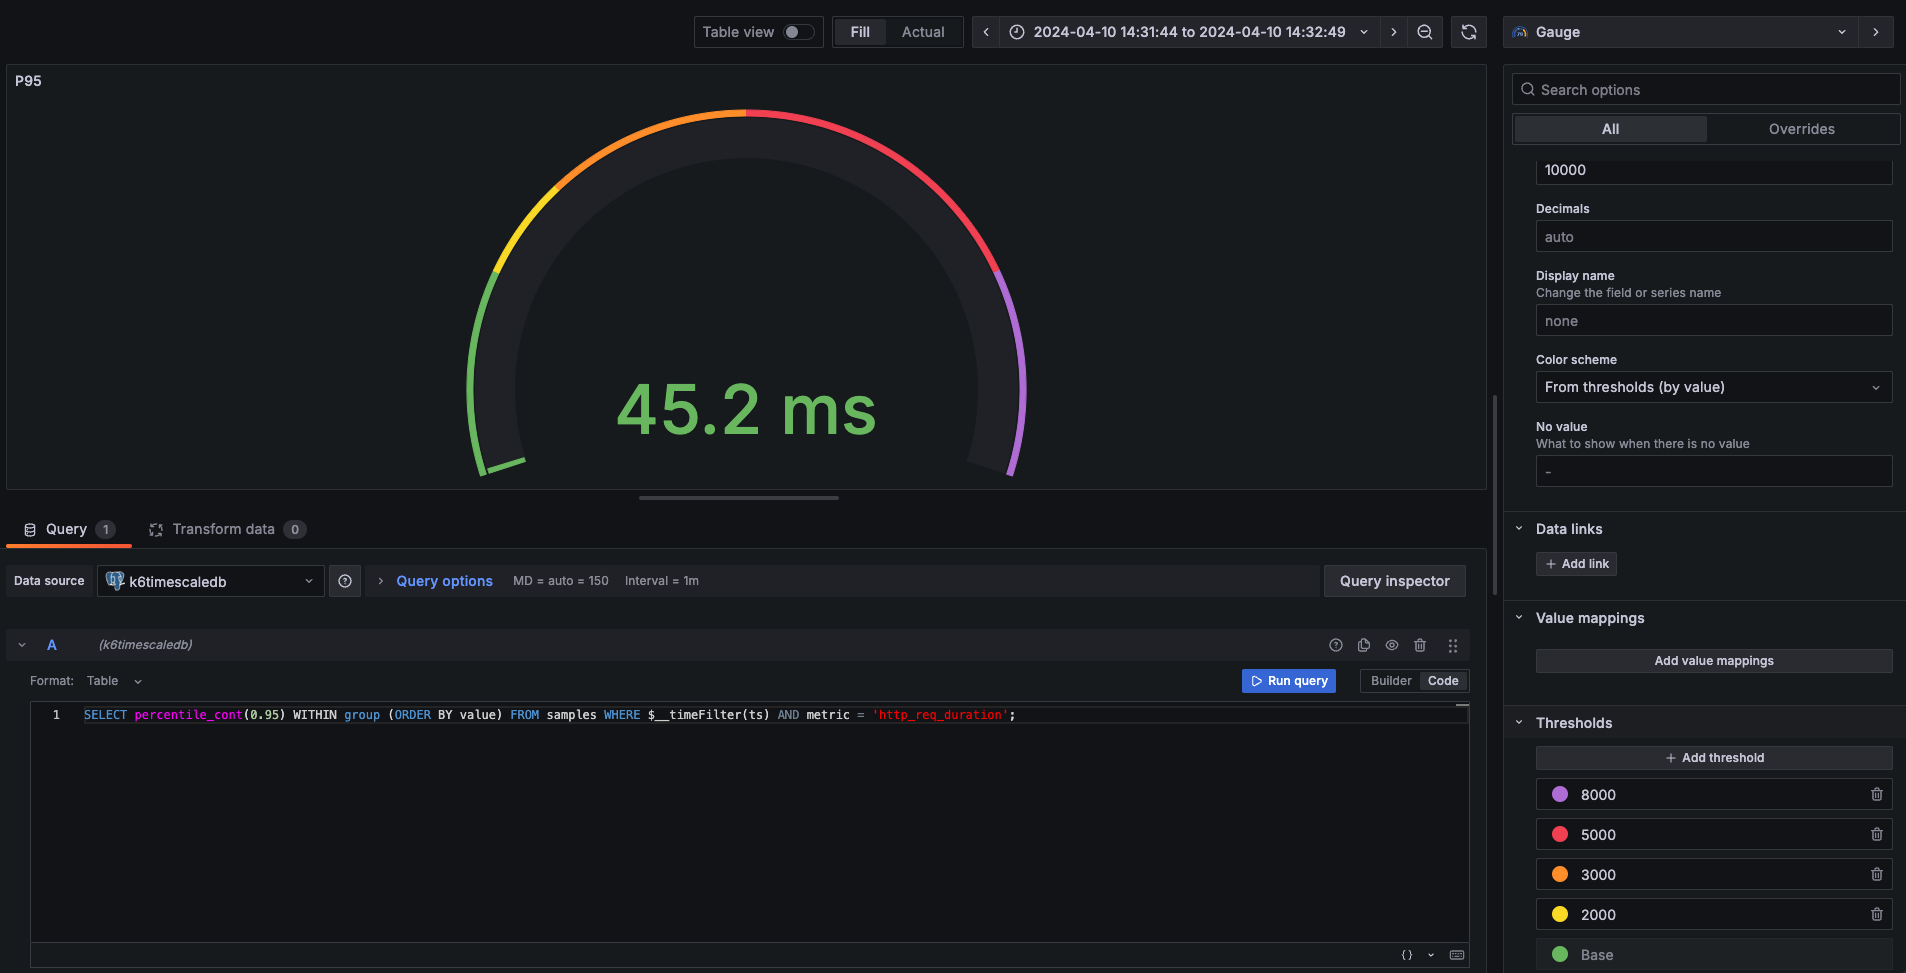 Table view
Fill
Actual
2024-04-10 14:31:44 to 2024-04-10 14:32:49
Gauge
P95
45.2 ms
Search options
All
Overrides
10000
Decimals
auto
Display name
Change the field or series name
none
Color scheme
From thresholds (by value)
No value
What to show when there is no value
-
Data links
Add link
Value mappings
Add value mappings
Thresholds
Add threshold
8000
5000
3000
2000
Base
Query 1
Transform data 0
Data source
k6timescaledb
Query options
MD = auto = 150
Interval = 1m
Query inspector
A
(k6timescaledb)
Format: Table
Run query
Builder
Code
1 SELECT percentile_cont(0.95) WITHIN group (ORDER BY value) FROM samples WHERE $__timeFilter(ts) AND metric = 'http_req_duration';
{}